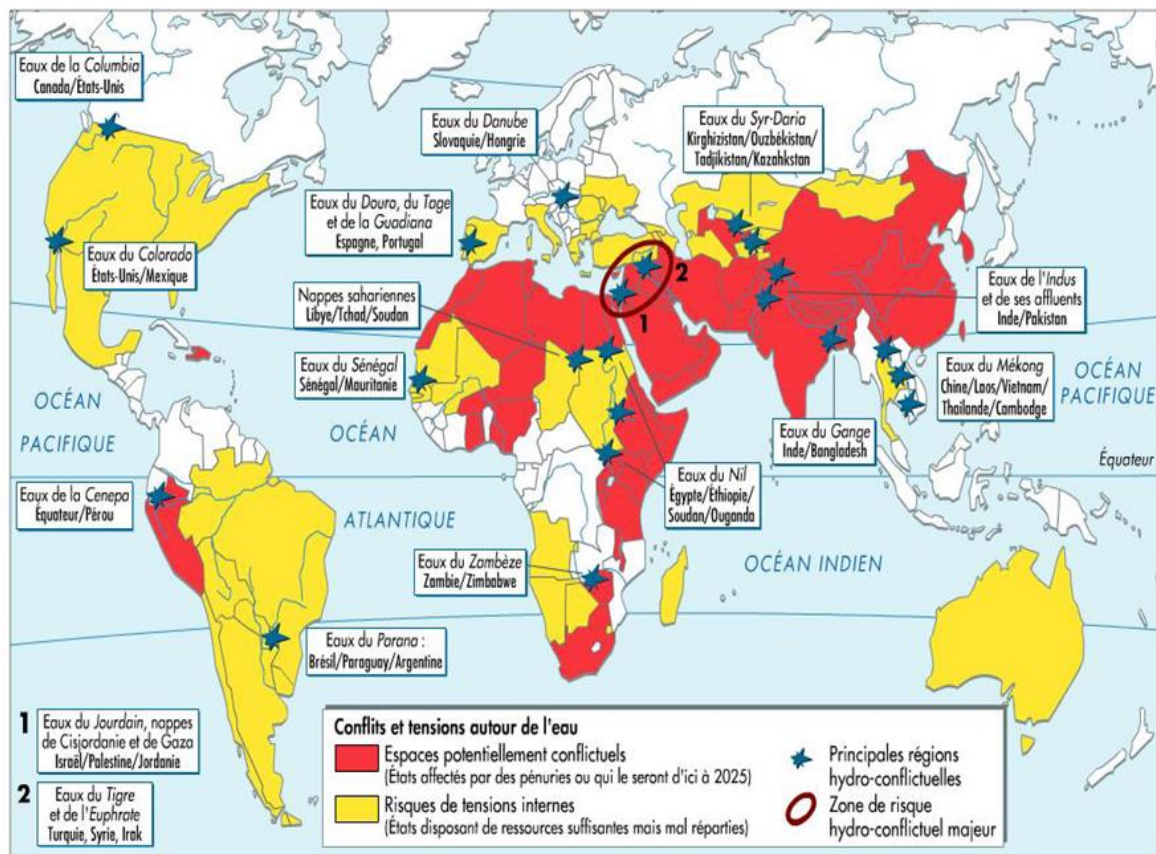 Eaux de la Columbia
Canada/États-Unis
Eaux du Danube
Slovaquie/Hongrie
Eaux du Syr-Daria
Kirghizistan/Ouzbékistan/
Tadjikistan/Kazahkstan
Eaux du Douro, du Tage
et de la Guadiana
Espagne, Portugal
Eaux du Colorado
États-Unis/Mexique
2
Nappes sahariennes
Libye/Tchad/Soudan
1
Eaux de l'Indus
et de ses affluents
Inde/Pakistan
Eaux du Sénégal
Sénégal/Mauritanie
Eaux du Mékong
Chine/Laos/Vietnam/
Thaïlande/Cambodge
OCÉAN
PACIFIQUE
OCÉAN
PACIFIQUE
OCÉAN
ATLANTIQUE
Eaux du Gange
Inde/Bangladesh
Équateur
Eaux de la Cenepa
Équateur/Pérou
Eaux du Nil
Égypte/Éthiopie/
Soudan/Ouganda
OCÉAN INDIEN
Eaux du Zambèze
Zambie/Zimbabwe
Eaux du Parana :
Brésil/Paraguay/Argentine
1
Eaux du Jourdain, nappes
de Cisjordanie et de Gaza
Israël/Palestine/Jordanie
2
Eaux du Tigre
et de l'Euphrate
Turquie, Syrie, Irak
Conflits et tensions autour de l'eau
Espaces potentiellement conflictuels
(États affectés par des pénuries ou qui le seront d'ici à 2025)
Risques de tensions internes
(États disposant de ressources suffisantes mais mal réparties)
Principales régions
hydro-conflictuelles
Zone de risque
hydro-conflictuel majeur